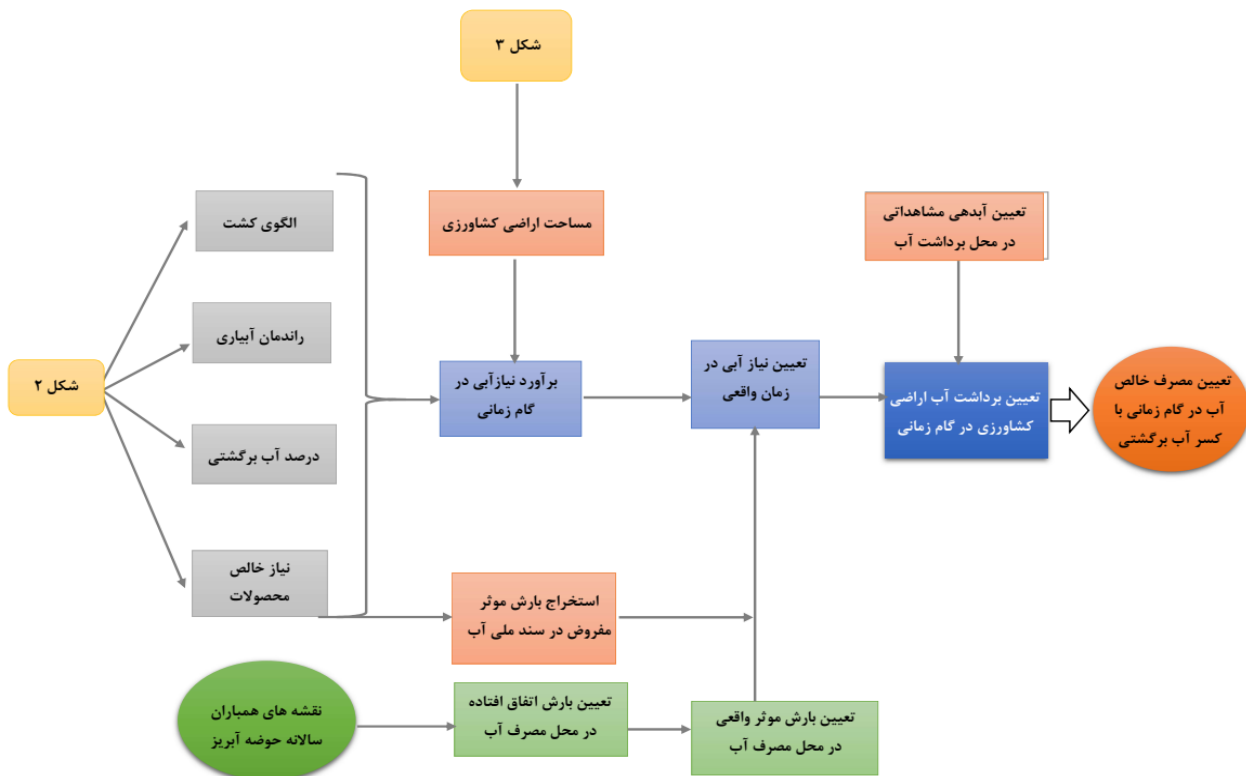 شکل ۳
تعیین آبدهی مشاهداتی
در محل برداشت آب
مساحت اراضی کشاورزی
الگوی کشت
راندمان آبیاری
تعیین نیاز آبی در
زمان واقعی
برآورد نیازآبی در
گام زمانی
تعیین برداشت آب اراضی
کشاورزی در گام زمانی
تعیین مصرف خالص
آب در گام زمانی با
کسر آب برگشتی
شکل ۲
درصد آب برگشتی
نیاز خالص
محصولات
استخراج بارش موثر
مفروض در سند ملی آب
نقشه های همباران
سالانه حوضه آبریز
تعیین بارش اتفاق افتاده
در محل مصرف آب
تعیین بارش موثر واقعی
در محل مصرف آب